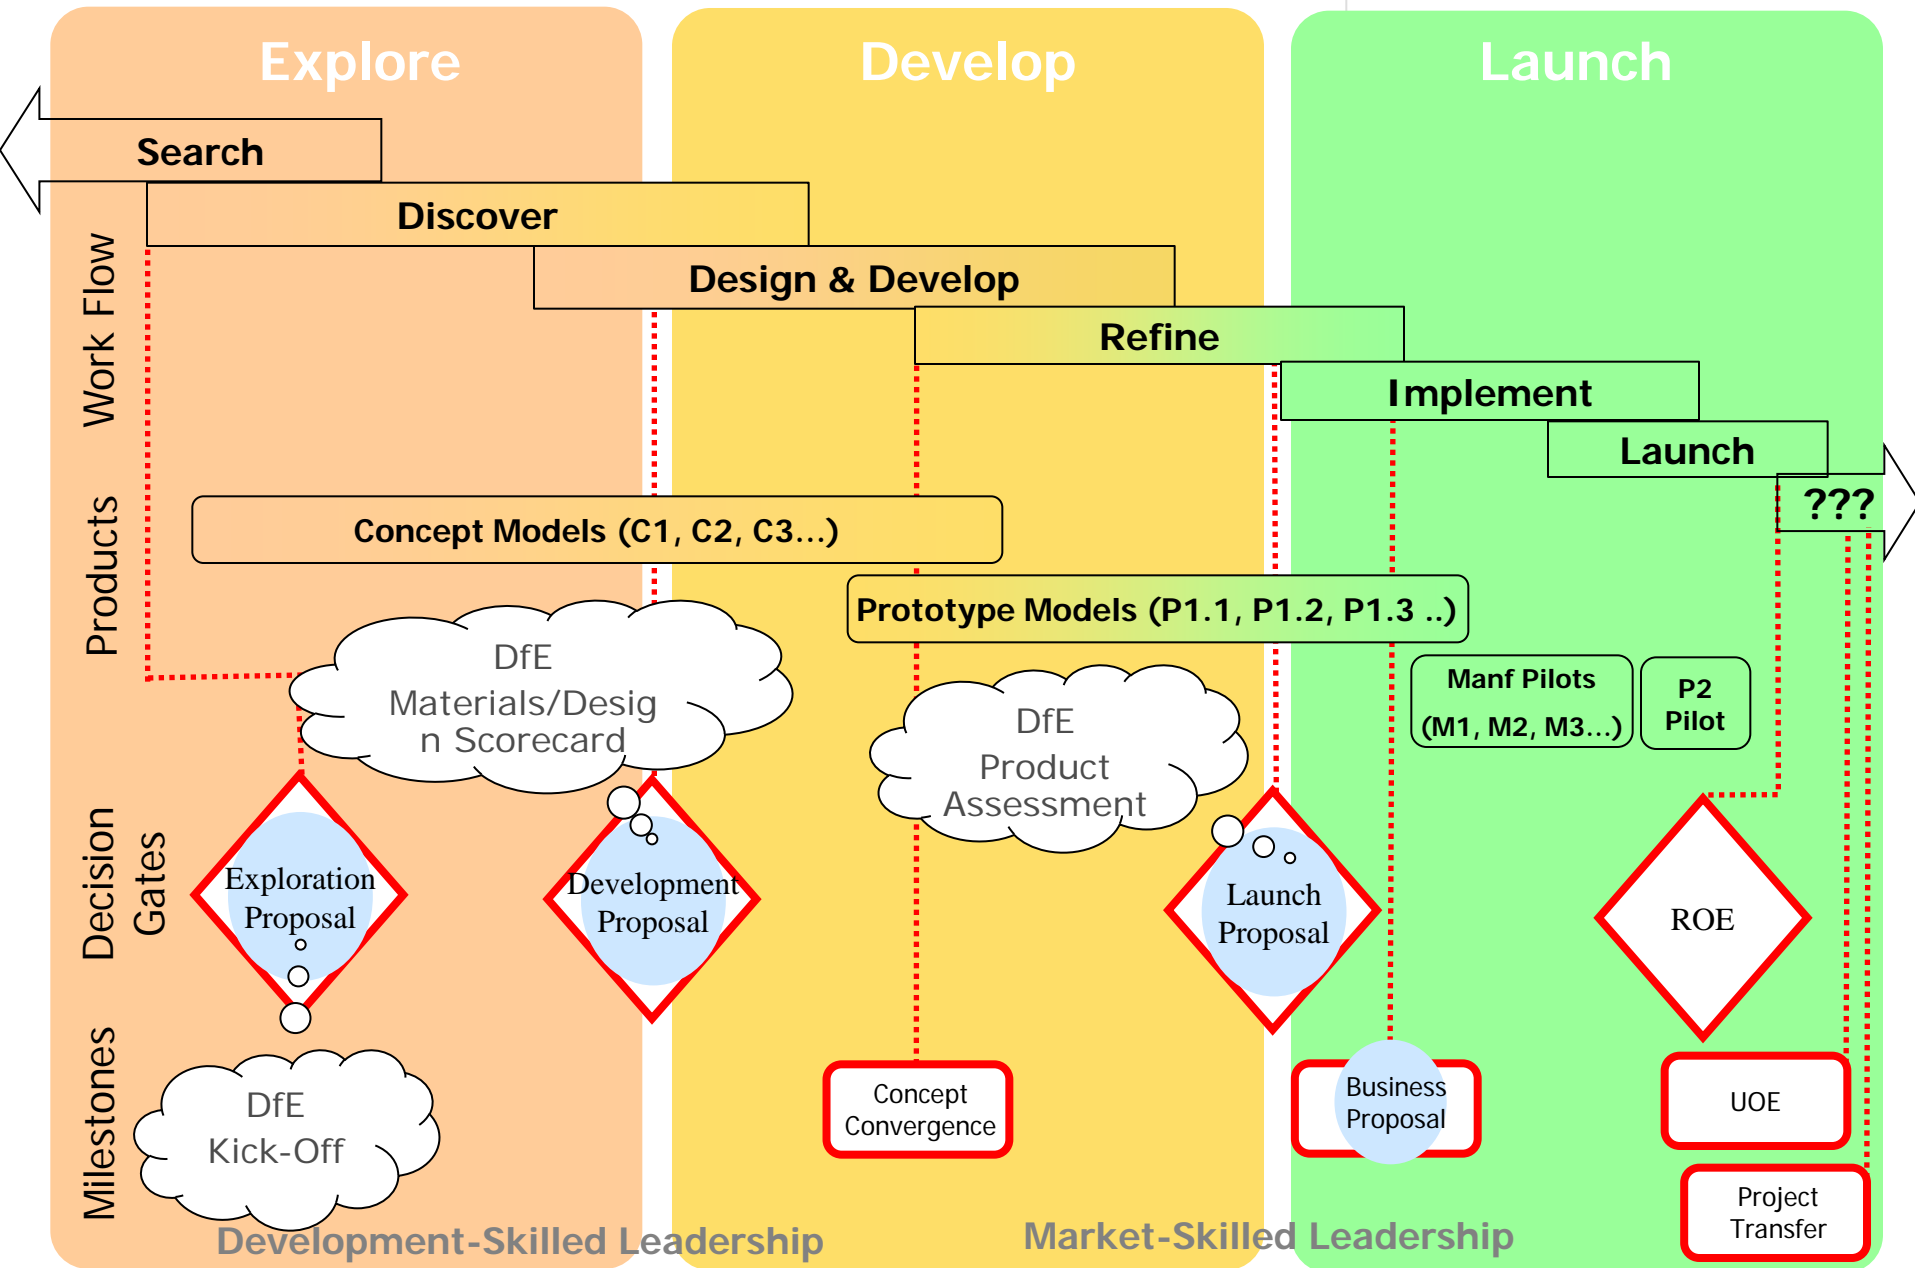 Explore
Develop
Launch
Search
Discover
Design & Develop
Refine
Implement
Launch
???
Work Flow
Products
Concept Models (C1, C2, C3...)
Prototype Models (P1.1, P1.2, P1.3 ..)
Manf Pilots
(M1, M2, M3...)
P2
Pilot
DfE
Materials/Desig
n Scorecard
DfE
Product
Assessment
Decision
Gates
Exploration
Proposal
Development
Proposal
Launch
Proposal
ROE
Milestones
DfE
Kick-Off
Concept
Convergence
Business
Proposal
UOE
Project
Transfer
Development-Skilled Leadership
Market-Skilled Leadership